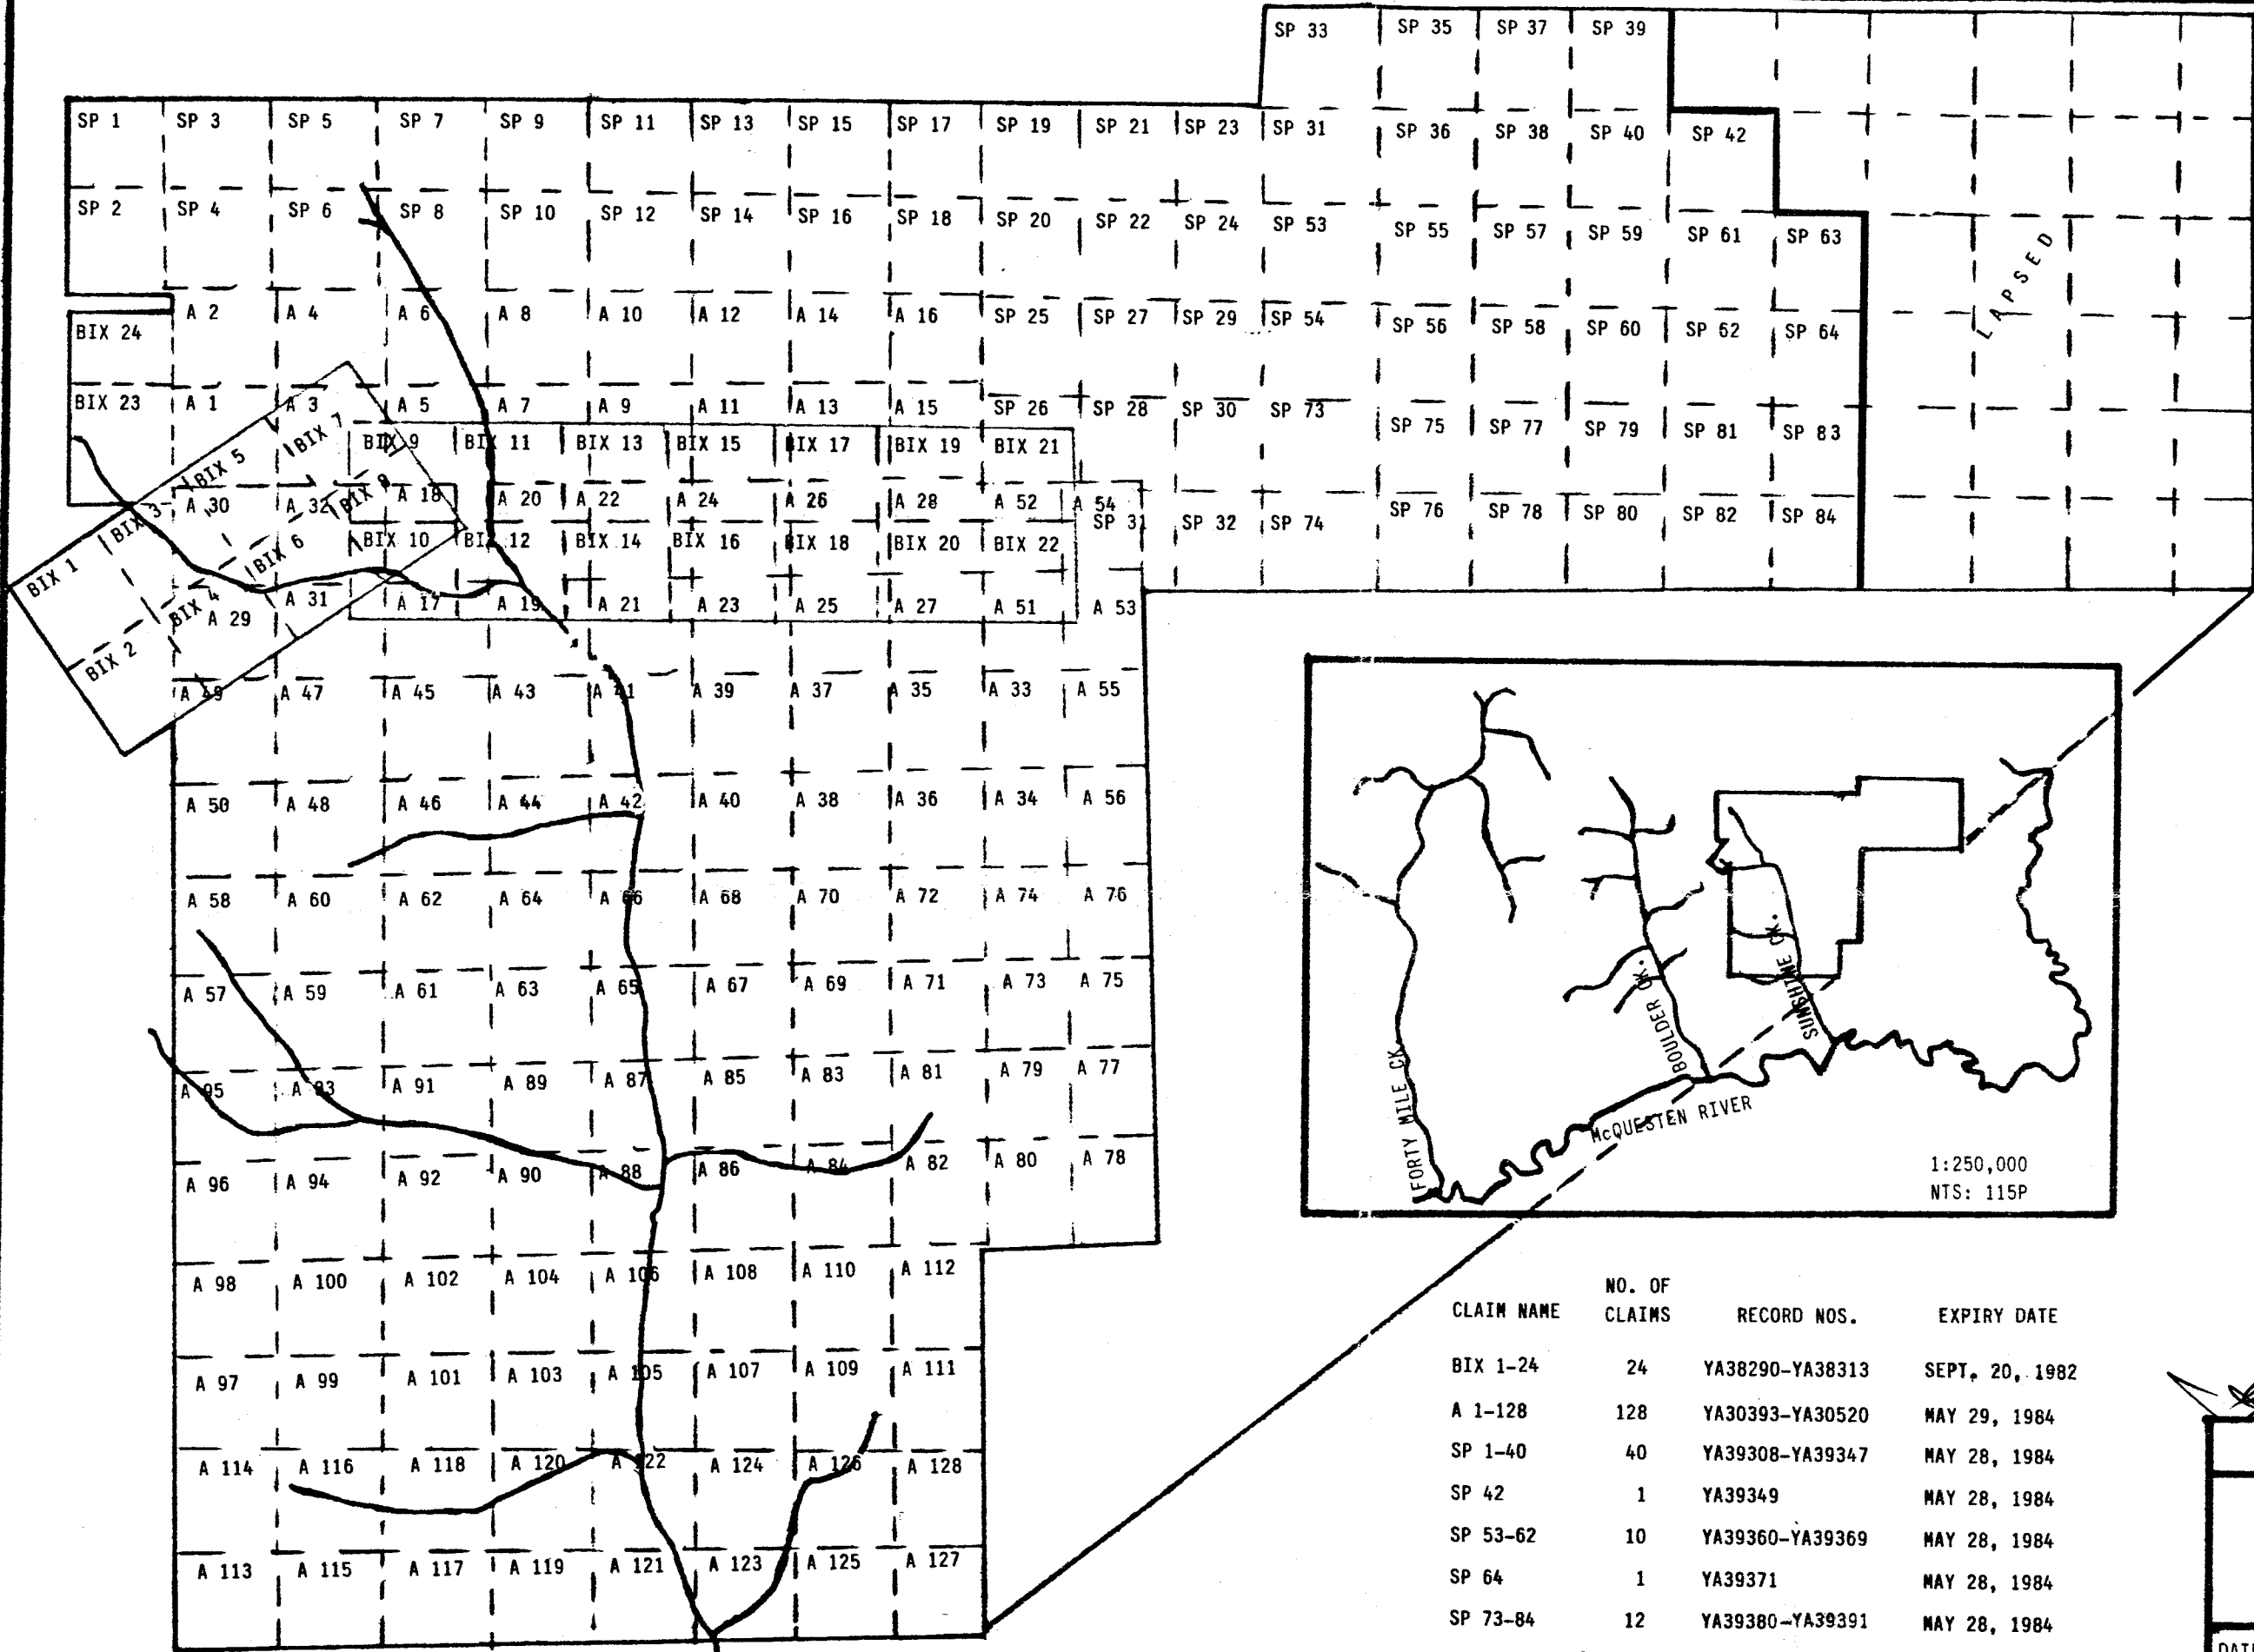 SP 33 SP 35 SP 37 SP 39
SP 1 SP 3 SP 5 SP 7 SP 9 SP 11 SP 13 SP 15 SP 17 SP 19 SP 21 SP 23 SP 31 SP 36 SP 38 SP 40 SP 42
SP 2 SP 4 SP 6 SP 8 SP 10 SP 12 SP 14 SP 16 SP 18 SP 20 SP 22 SP 24 SP 53 SP 55 SP 57 SP 59 SP 61 SP 63
LAPSED
BIX 24 A 2 A 4 A 6 A 8 A 10 A 12 A 14 A 16 SP 25 SP 27 SP 29 SP 54 SP 56 SP 58 SP 60 SP 62 SP 64
BIX 23 A 1 A 3 A 5 A 7 A 9 A 11 A 13 A 15 SP 26 SP 28 SP 30 SP 73 SP 75 SP 77 SP 79 SP 81 SP 83
BIX 1 BIX 3 BIX 5 BIX 7 BIX 9 BIX 11 BIX 13 BIX 15 BIX 17 BIX 19 BIX 21
A 30 A 32 A 18 A 20 A 22 A 24 A 26 A 28 A 52 A 54
SP 31 SP 32 SP 74 SP 76 SP 78 SP 80 SP 82 SP 84
BIX 2 BIX 4 BIX 6 BIX 8 BIX 10 BIX 12 BIX 14 BIX 16 BIX 18 BIX 20 BIX 22
A 29 A 31 A 17 A 19 A 21 A 23 A 25 A 27 A 51 A 53
A 49 A 47 A 45 A 43 A 41 A 39 A 37 A 35 A 33 A 55
A 50 A 48 A 46 A 44 A 42 A 40 A 38 A 36 A 34 A 56
A 58 A 60 A 62 A 64 A 66 A 68 A 70 A 72 A 74 A 76
A 57 A 59 A 61 A 63 A 65 A 67 A 69 A 71 A 73 A 75
A 95 A 93 A 91 A 89 A 87 A 85 A 83 A 81 A 79 A 77
A 96 A 94 A 92 A 90 A 88 A 86 A 84 A 82 A 80 A 78
A 98 A 100 A 102 A 104 A 106 A 108 A 110 A 112
A 97 A 99 A 101 A 103 A 105 A 107 A 109 A 111
A 114 A 116 A 118 A 120 A 122 A 124 A 126 A 128
A 113 A 115 A 117 A 119 A 121 A 123 A 125 A 127
FORTY MILE CK.
BOULDER CK.
SUNSHINE CK.
McQUESTEN RIVER
1:250,000
NTS: 115P
CLAIM NAME NO. OF CLAIMS RECORD NOS. EXPIRY DATE
BIX 1-24 24 YA38290-YA38313 SEPT. 20, 1982
A 1-128 128 YA30393-YA30520 MAY 29, 1984
SP 1-40 40 YA39308-YA39347 MAY 28, 1984
SP 42 1 YA39349 MAY 28, 1984
SP 53-62 10 YA39360-YA39369 MAY 28, 1984
SP 64 1 YA39371 MAY 28, 1984
SP 73-84 12 YA39380-YA39391 MAY 28, 1984